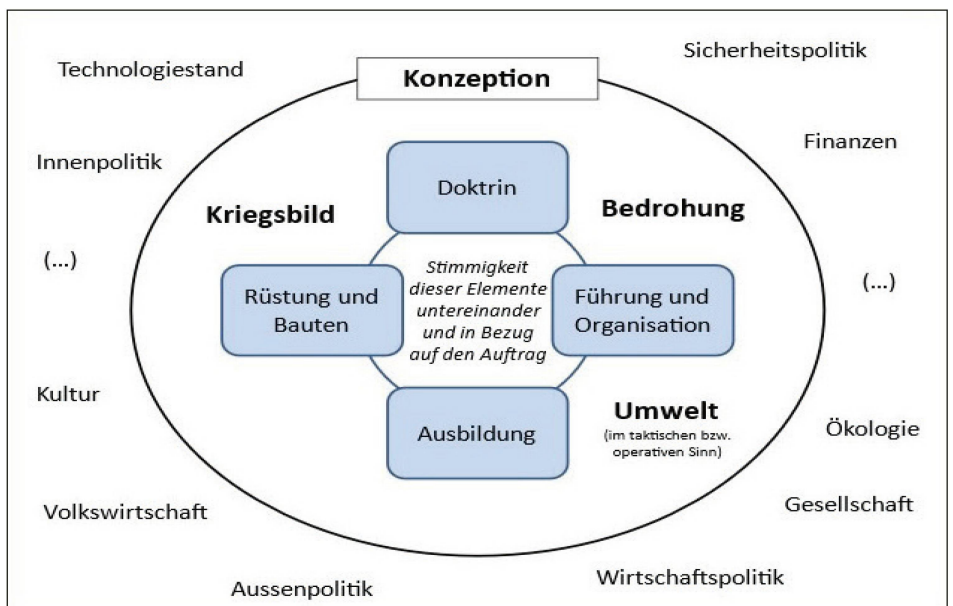 Sicherheitspolitik
Technologiestand
Konzeption
Finanzen
Innenpolitik
Doktrin
Kriegsbild
Bedrohung
(...)
(...)
Stimmigkeit
dieser Elemente
untereinander
und in Bezug
auf den Auftrag
Rüstung und
Bauten
Führung und
Organisation
Kultur
Umwelt
(im taktischen bzw.
operativen Sinn)
Ausbildung
Ökologie
Gesellschaft
Volkswirtschaft
Wirtschaftspolitik
Aussenpolitik